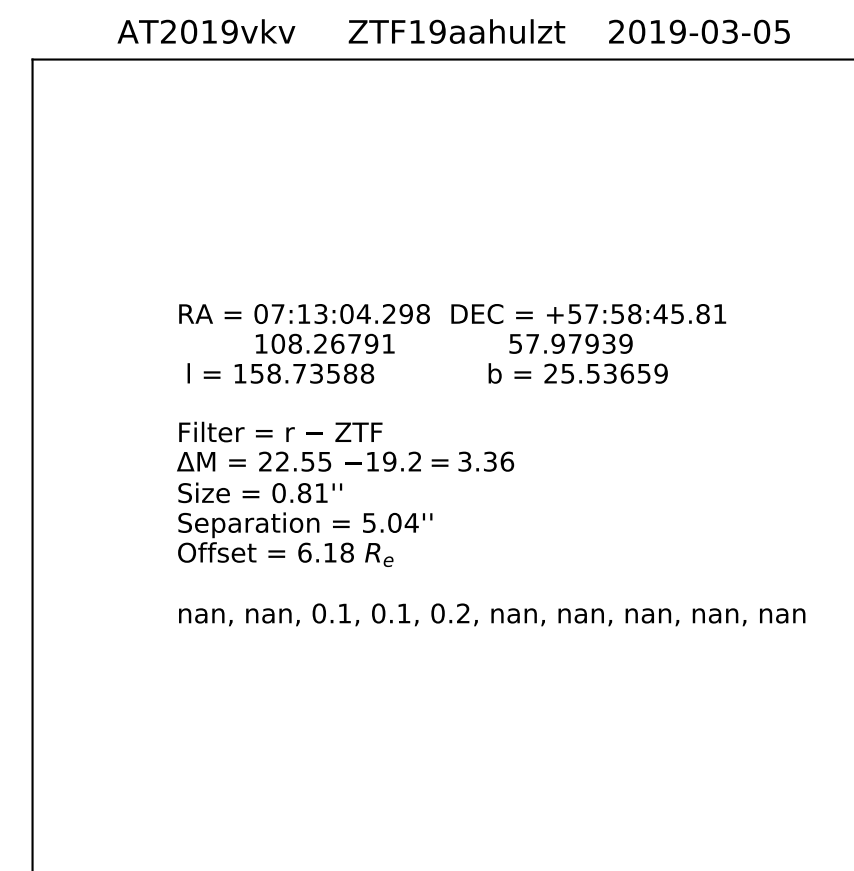 AT2019vkv ZTF19aahulzt 2019-03-05
RA = 07:13:04.298 DEC = +57:58:45.81
108.26791 57.97939
l = 158.73588 b = 25.53659
Filter = r − ZTF
ΔM = 22.55 −19.2 = 3.36
Size = 0.81''
Separation = 5.04''
Offset = 6.18 Re
nan, nan, 0.1, 0.1, 0.2, nan, nan, nan, nan, nan